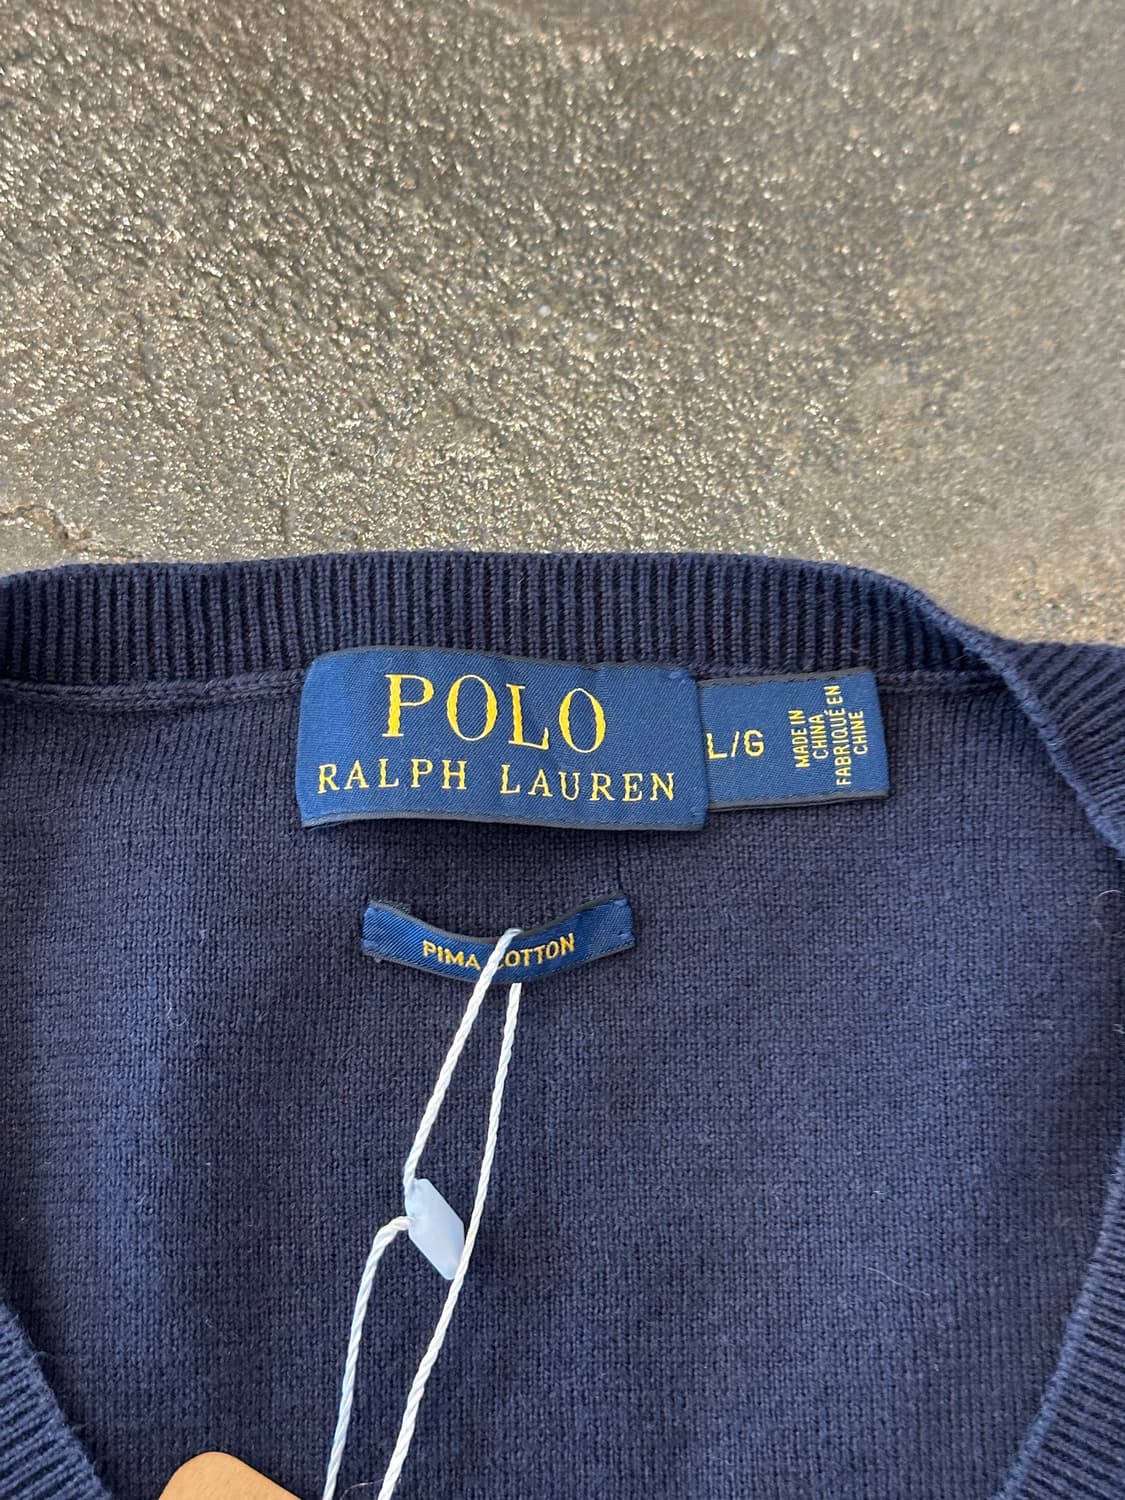 POLO
RALPH LAUREN
L/G
MADE IN
CHINA
FABRIQUÉ EN
CHINE
PIMA COTTON